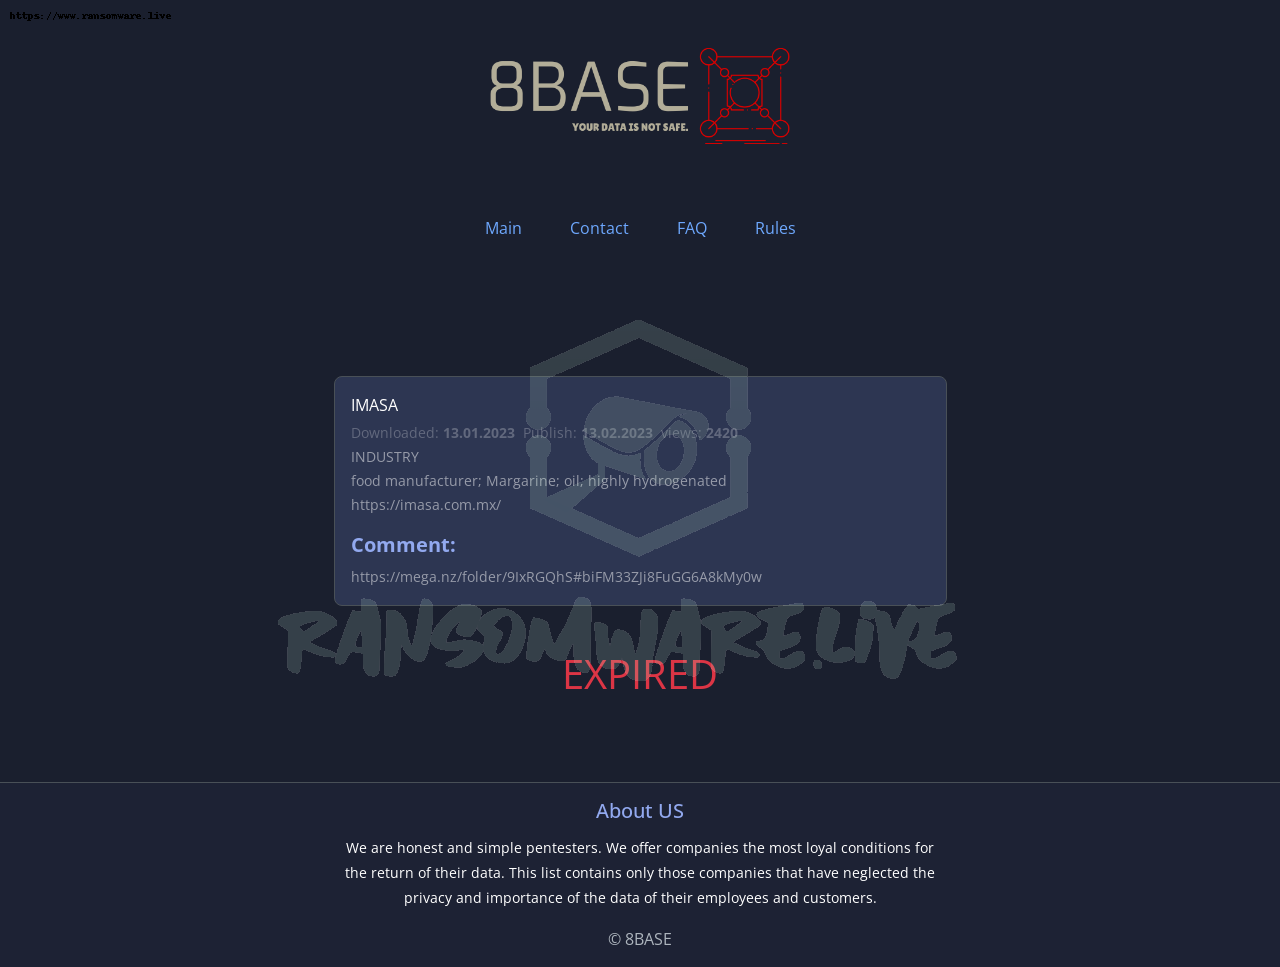 https://www.ransomware.live
8BASE
YOUR DATA IS NOT SAFE.
Main Contact FAQ Rules
IMASA
Downloaded: 13.01.2023 Publish: 13.02.2023 views: 2420
INDUSTRY
food manufacturer; Margarine; oil; highly hydrogenated
https://imasa.com.mx/
Comment:
https://mega.nz/folder/9IxRGQhS#biFM33ZJi8FuGG6A8kMy0w
RANSOMWARE.LIVE
EXPIRED
About US
We are honest and simple pentesters. We offer companies the most loyal conditions for
the return of their data. This list contains only those companies that have neglected the
privacy and importance of the data of their employees and customers.
© 8BASE